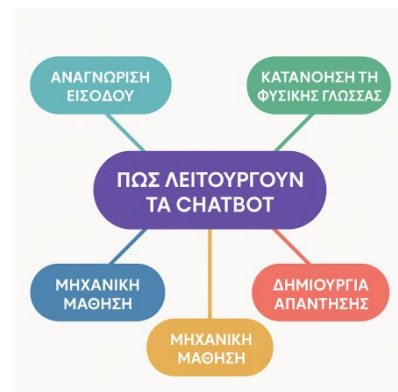 ΑΝΑΓΝΩΡΙΣΗ
ΕΙΣΟΔΟΥ
ΚΑΤΑΝΟΗΣΗ ΤΗ
ΦΥΣΙΚΗΣ ΓΛΩΣΣΑΣ
ΠΩΣ ΛΕΙΤΟΥΡΓΟΥΝ
ΤΑ CHATBOT
ΜΗΧΑΝΙΚΗ
ΜΑΘΗΣΗ
ΜΗΧΑΝΙΚΗ
ΜΑΘΗΣΗ
ΔΗΜΙΟΥΡΓΙΑ
ΑΠΑΝΤΗΣΗΣ